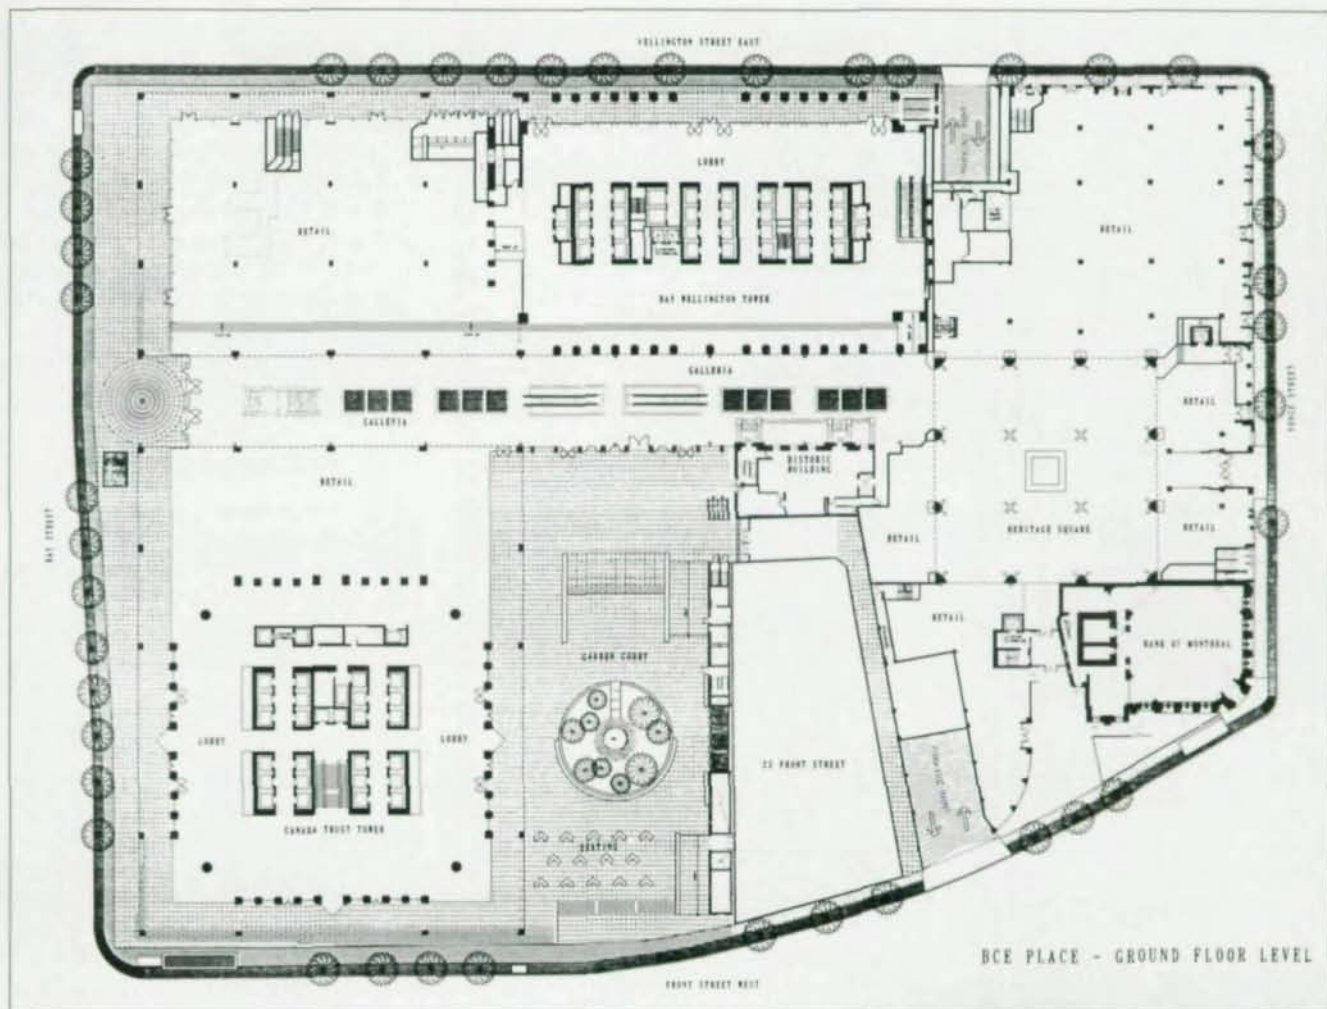 WELLINGTON STREET EAST
LOBBY
RETAIL
RETAIL
BAY WELLINGTON TOWER
GALLERIA
GALLERIA
RETAIL
YONGE STREET
HISTORIC
BUILDING
RETAIL
BAY STREET
RETAIL
HERITAGE SQUARE
RETAIL
RETAIL
BANK OF MONTREAL
GARDEN COURT
LOBBY
LOBBY
22 FRONT STREET
CANADA TRUST TOWER
SEATING
BCE PLACE - GROUND FLOOR LEVEL
FRONT STREET WEST